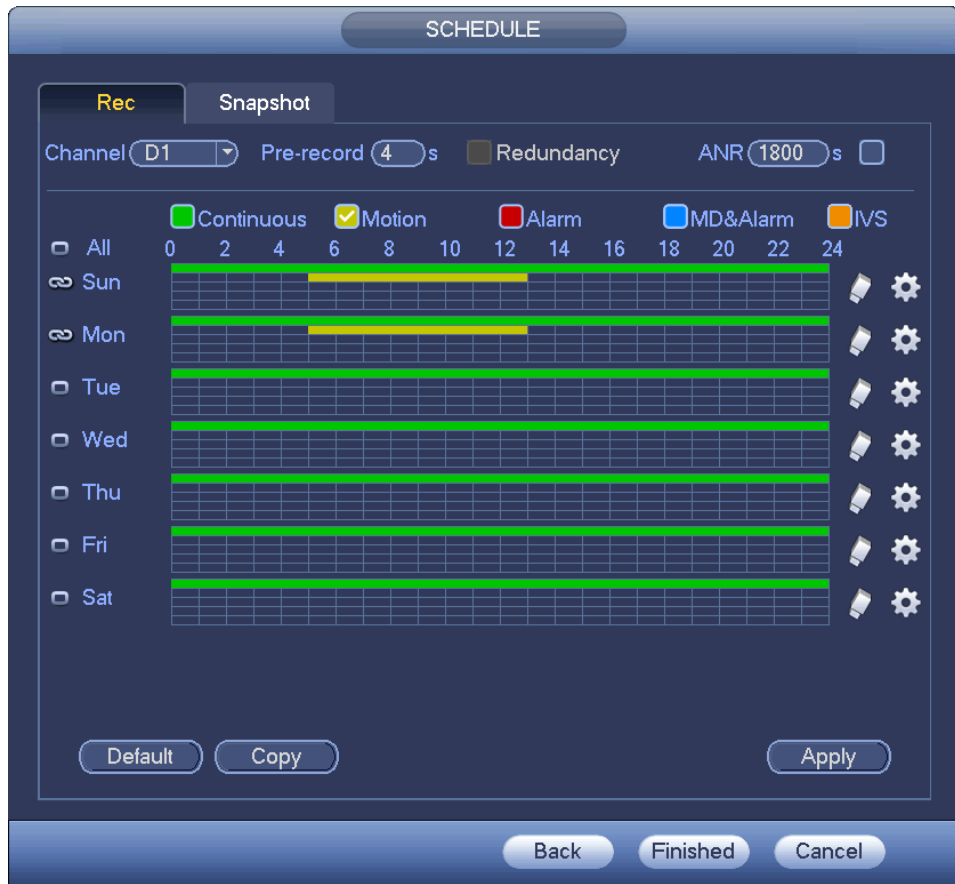 SCHEDULE
Rec Snapshot
Channel D1 Pre-record 4 s Redundancy ANR 1800 s
Continuous Motion Alarm MD&Alarm IVS
All 0 2 4 6 8 10 12 14 16 18 20 22 24
Sun
Mon
Tue
Wed
Thu
Fri
Sat
Default Copy Apply
Back Finished Cancel